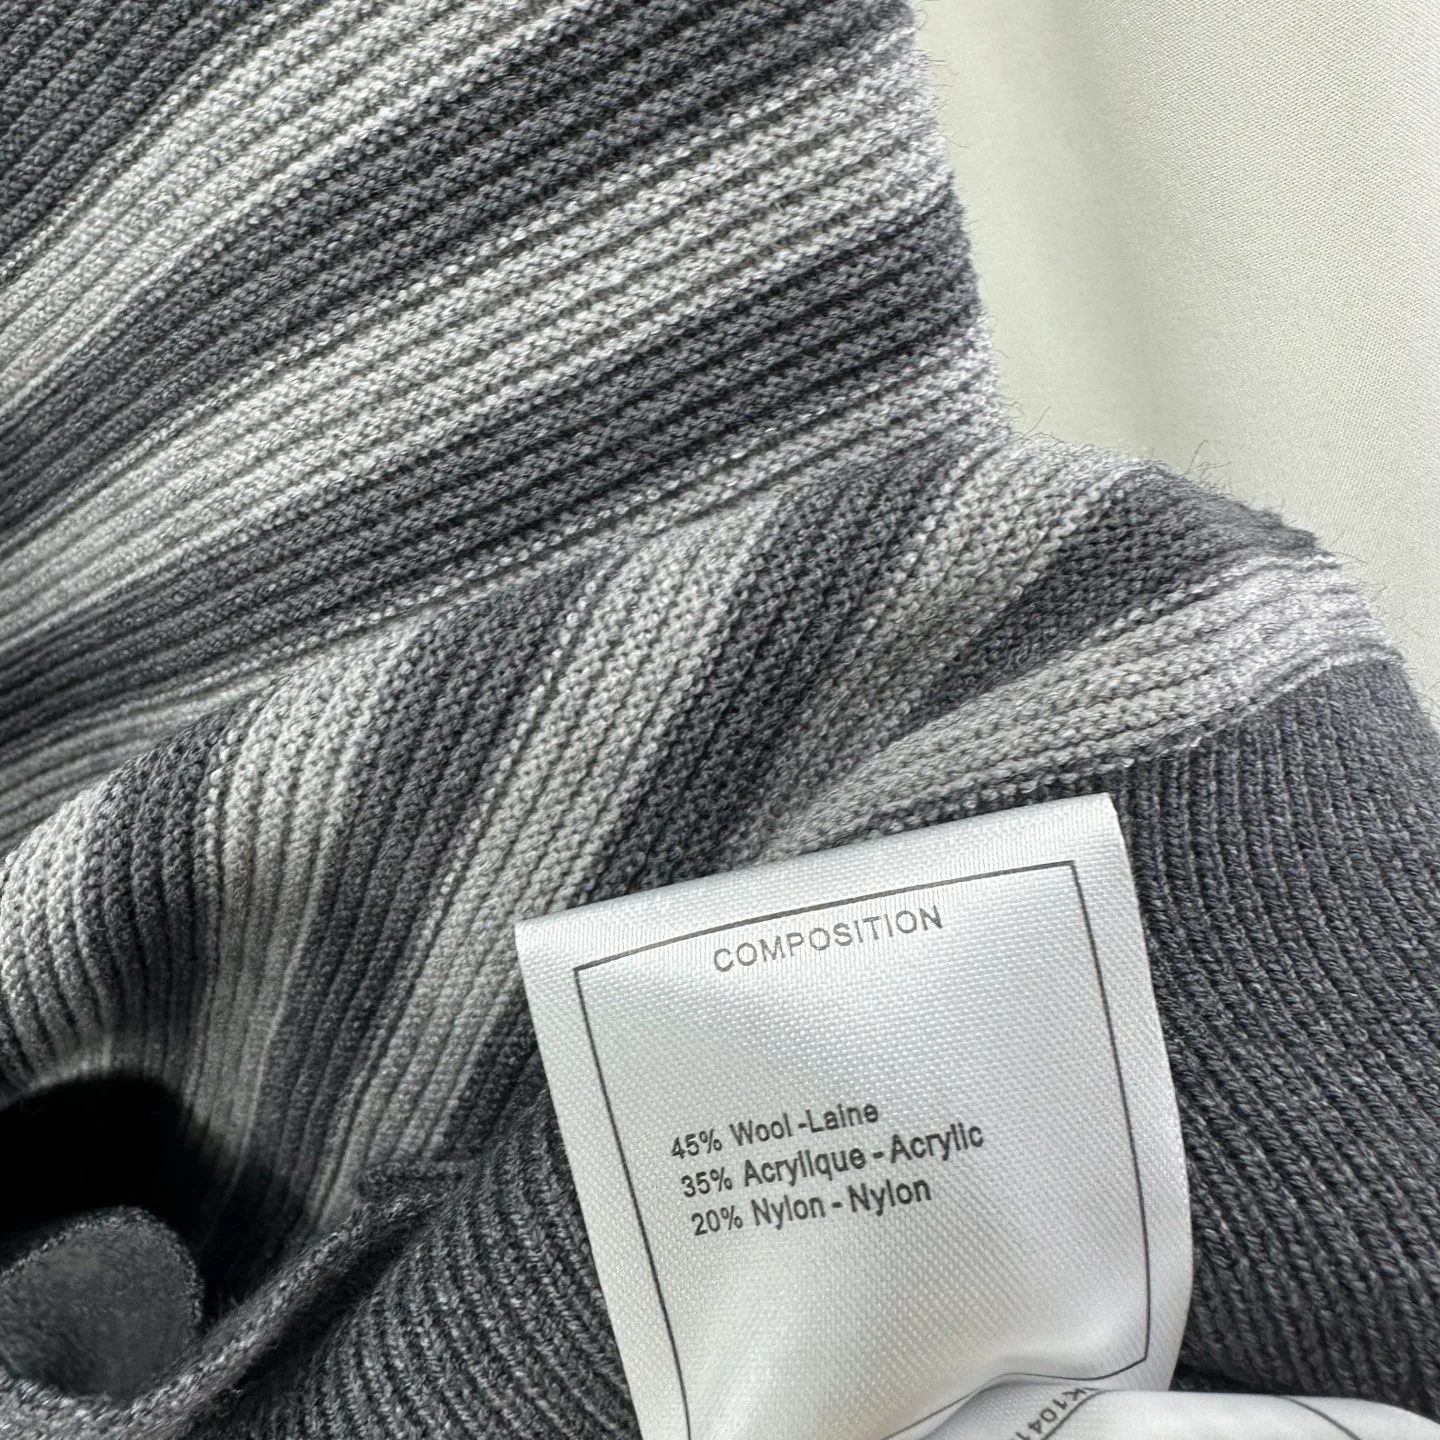 COMPOSITION
45% Wool -Laine
35% Acrylique - Acrylic
20% Nylon - Nylon